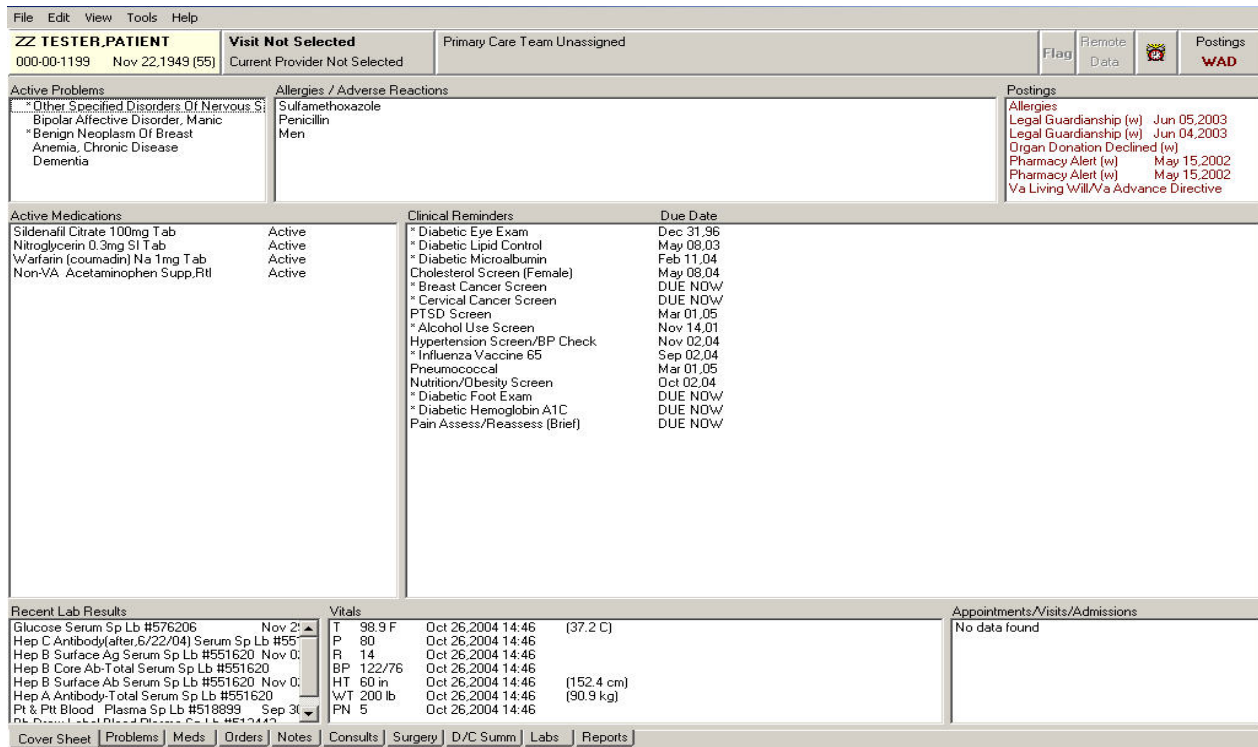 File Edit View Tools Help
ZZ TESTER,PATIENT
000-00-1199 Nov 22,1949 (55)
Visit Not Selected
Current Provider Not Selected
Primary Care Team Unassigned
Flag
Remote
Data
Postings
WAD
Active Problems
*Other Specified Disorders Of Nervous S
Bipolar Affective Disorder, Manic
*Benign Neoplasm Of Breast
Anemia, Chronic Disease
Dementia
Allergies / Adverse Reactions
Sulfamethoxazole
Penicillin
Men
Postings
Allergies
Legal Guardianship (w) Jun 05,2003
Legal Guardianship (w) Jun 04,2003
Organ Donation Declined (w)
Pharmacy Alert (w) May 15,2002
Pharmacy Alert (w) May 15,2002
Va Living Will/Va Advance Directive
Active Medications
Sildenafil Citrate 100mg Tab Active
Nitroglycerin 0.3mg Sl Tab Active
Warfarin (coumadin) Na 1mg Tab Active
Non-VA Acetaminophen Supp,Rtl Active
Clinical Reminders Due Date
* Diabetic Eye Exam Dec 31,96
* Diabetic Lipid Control May 08,03
* Diabetic Microalbumin Feb 11,04
Cholesterol Screen (Female) May 08,04
* Breast Cancer Screen DUE NOW
* Cervical Cancer Screen DUE NOW
PTSD Screen Mar 01,05
* Alcohol Use Screen Nov 14,01
Hypertension Screen/BP Check Nov 02,04
* Influenza Vaccine 65 Sep 02,04
Pneumococcal Mar 01,05
Nutrition/Obesity Screen Oct 02,04
* Diabetic Foot Exam DUE NOW
* Diabetic Hemoglobin A1C DUE NOW
Pain Assess/Reassess (Brief) DUE NOW
Recent Lab Results
Glucose Serum Sp Lb #576206 Nov 2
Hep C Antibody(after,6/22/04) Serum Sp Lb #55
Hep B Surface Ag Serum Sp Lb #551620 Nov 0
Hep B Core Ab-Total Serum Sp Lb #551620
Hep B Surface Ab Serum Sp Lb #551620 Nov 0
Hep A Antibody-Total Serum Sp Lb #551620
Pt & Ptt Blood Plasma Sp Lb #518899 Sep 3
Vitals
T 98.9 F Oct 26,2004 14:46 (37.2 C)
P 80 Oct 26,2004 14:46
R 14 Oct 26,2004 14:46
BP 122/76 Oct 26,2004 14:46
HT 60 in Oct 26,2004 14:46 (152.4 cm)
WT 200 lb Oct 26,2004 14:46 (90.9 kg)
PN 5 Oct 26,2004 14:46
Appointments/Visits/Admissions
No data found
Cover Sheet Problems Meds Orders Notes Consults Surgery D/C Summ Labs Reports